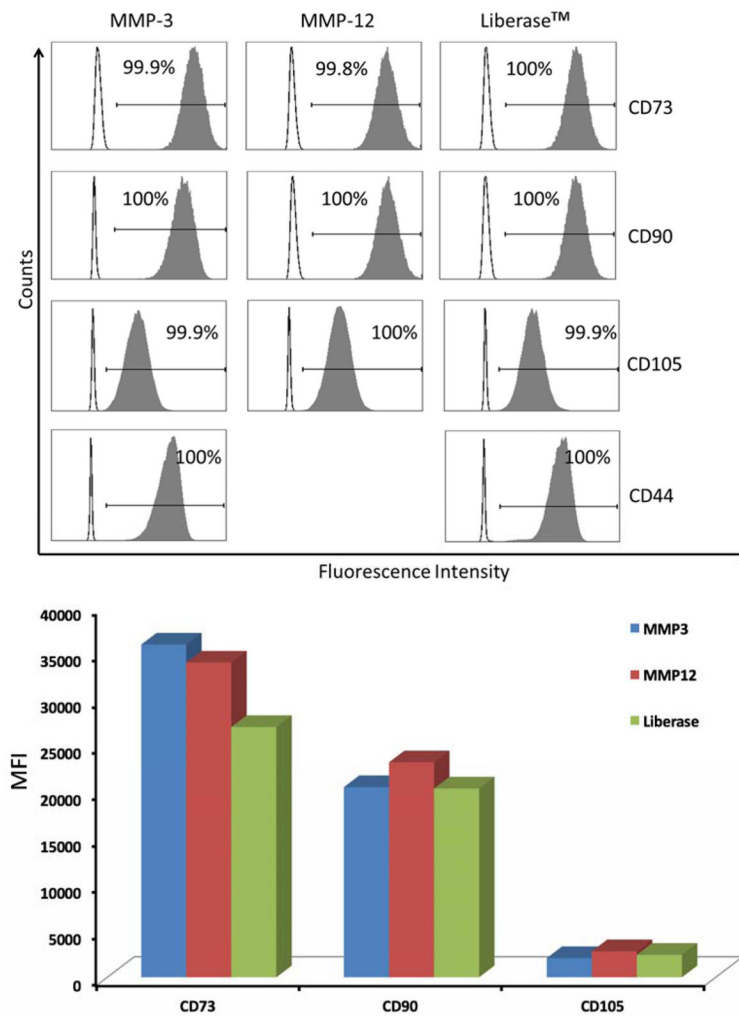 MMP-3 MMP-12 Liberase™
99.9% 99.8% 100% CD73
100% 100% 100% CD90
99.9% 100% 99.9% CD105
100% 100% CD44
Counts
Fluorescence Intensity
40000
35000
30000
25000
20000
15000
10000
5000
0
MFI
MMP3
MMP12
Liberase
CD73 CD90 CD105